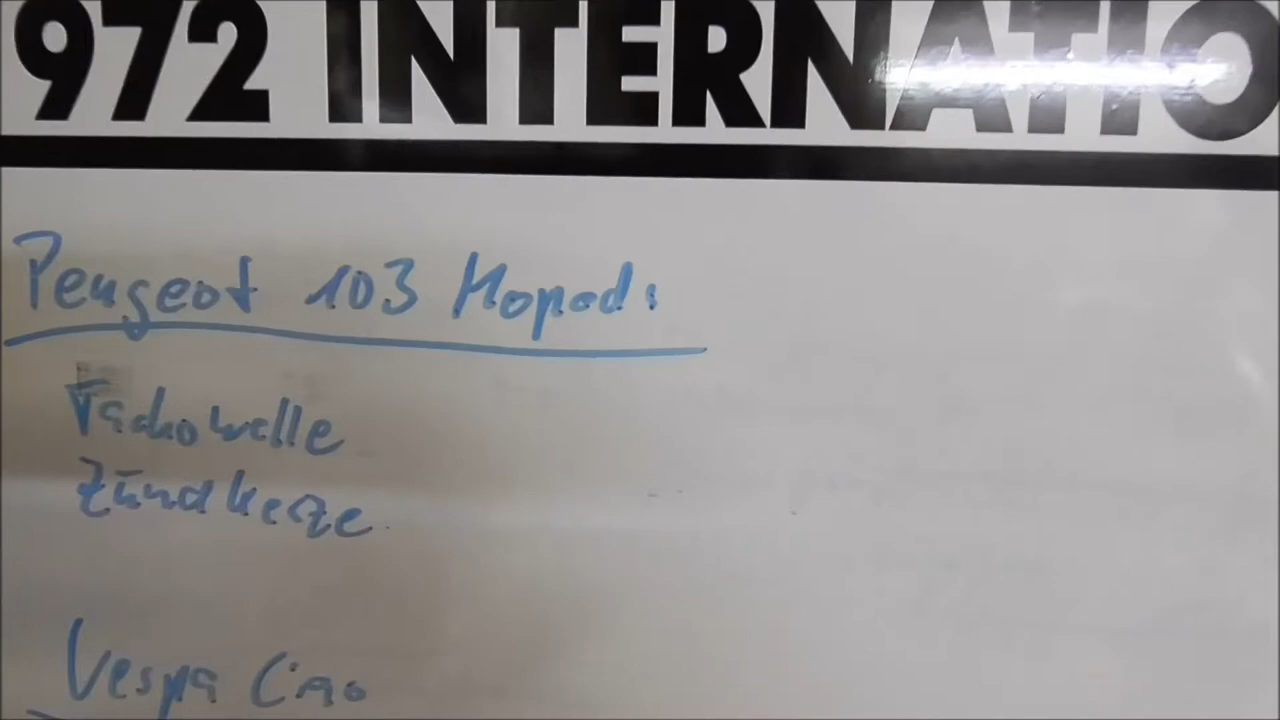 972 INTERNATIO
Peugeot 103 Moped:
Tachowelle
Zündkerze
Vespa Ciao